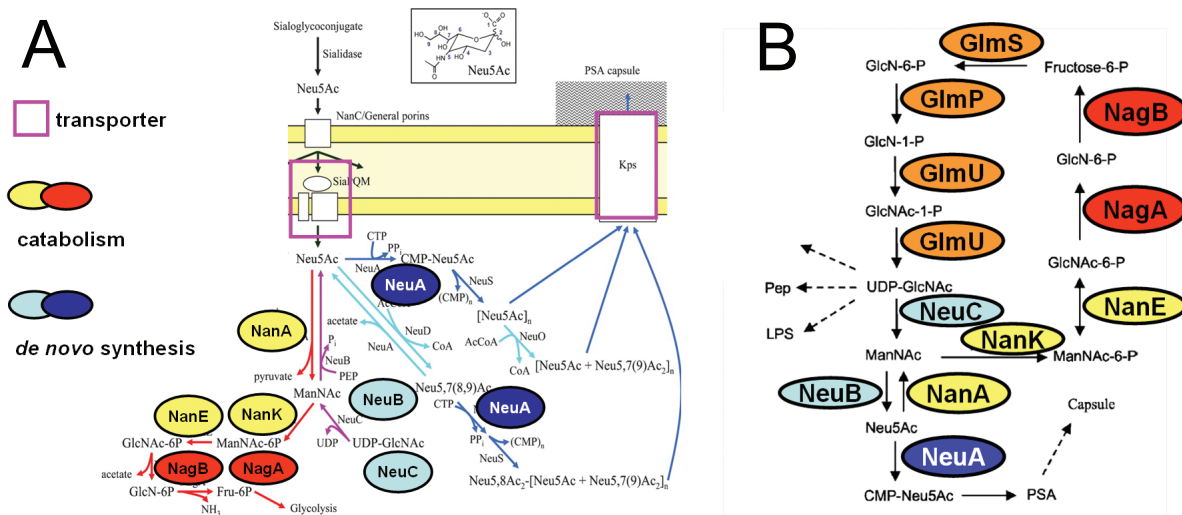 A
Sialoglycoconjugate
Sialidase
Neu5Ac
NanC/General porins
Neu5Ac
PSA capsule
Kps
transporter
catabolism
de novo synthesis
Neu5Ac
CTP
PPi
CMP-Neu5Ac
NeuA
NeuA
NeuS
(CMP)n
[Neu5Ac]n
acetate
NeuD
NeuA
CoA
AcCoA
NeuO
CoA
[Neu5Ac + Neu5,7(9)Ac2]n
NanA
Pi
NeuB
PEP
pyruvate
ManNAc
NeuB
Neu5,7(8,9)Ac
CTP
NeuA
PPi
(CMP)n
NeuS
NeuC
UDP
UDP-GlcNAc
NeuC
Neu5,8Ac2-[Neu5Ac + Neu5,7(9)Ac2]n
NanE
NanK
GlcNAc-6P
ManNAc-6P
acetate
NagB
NagA
GlcN-6P
Fru-6P
NH3
Glycolysis
B
GlmS
GlcN-6-P
Fructose-6-P
GlmP
NagB
GlcN-1-P
GlcN-6-P
GlmU
NagA
GlcNAc-1-P
GlmU
GlcNAc-6-P
Pep
UDP-GlcNAc
NeuC
NanE
LPS
NanK
ManNAc
ManNAc-6-P
NeuB
NanA
Capsule
Neu5Ac
NeuA
CMP-Neu5Ac
PSA